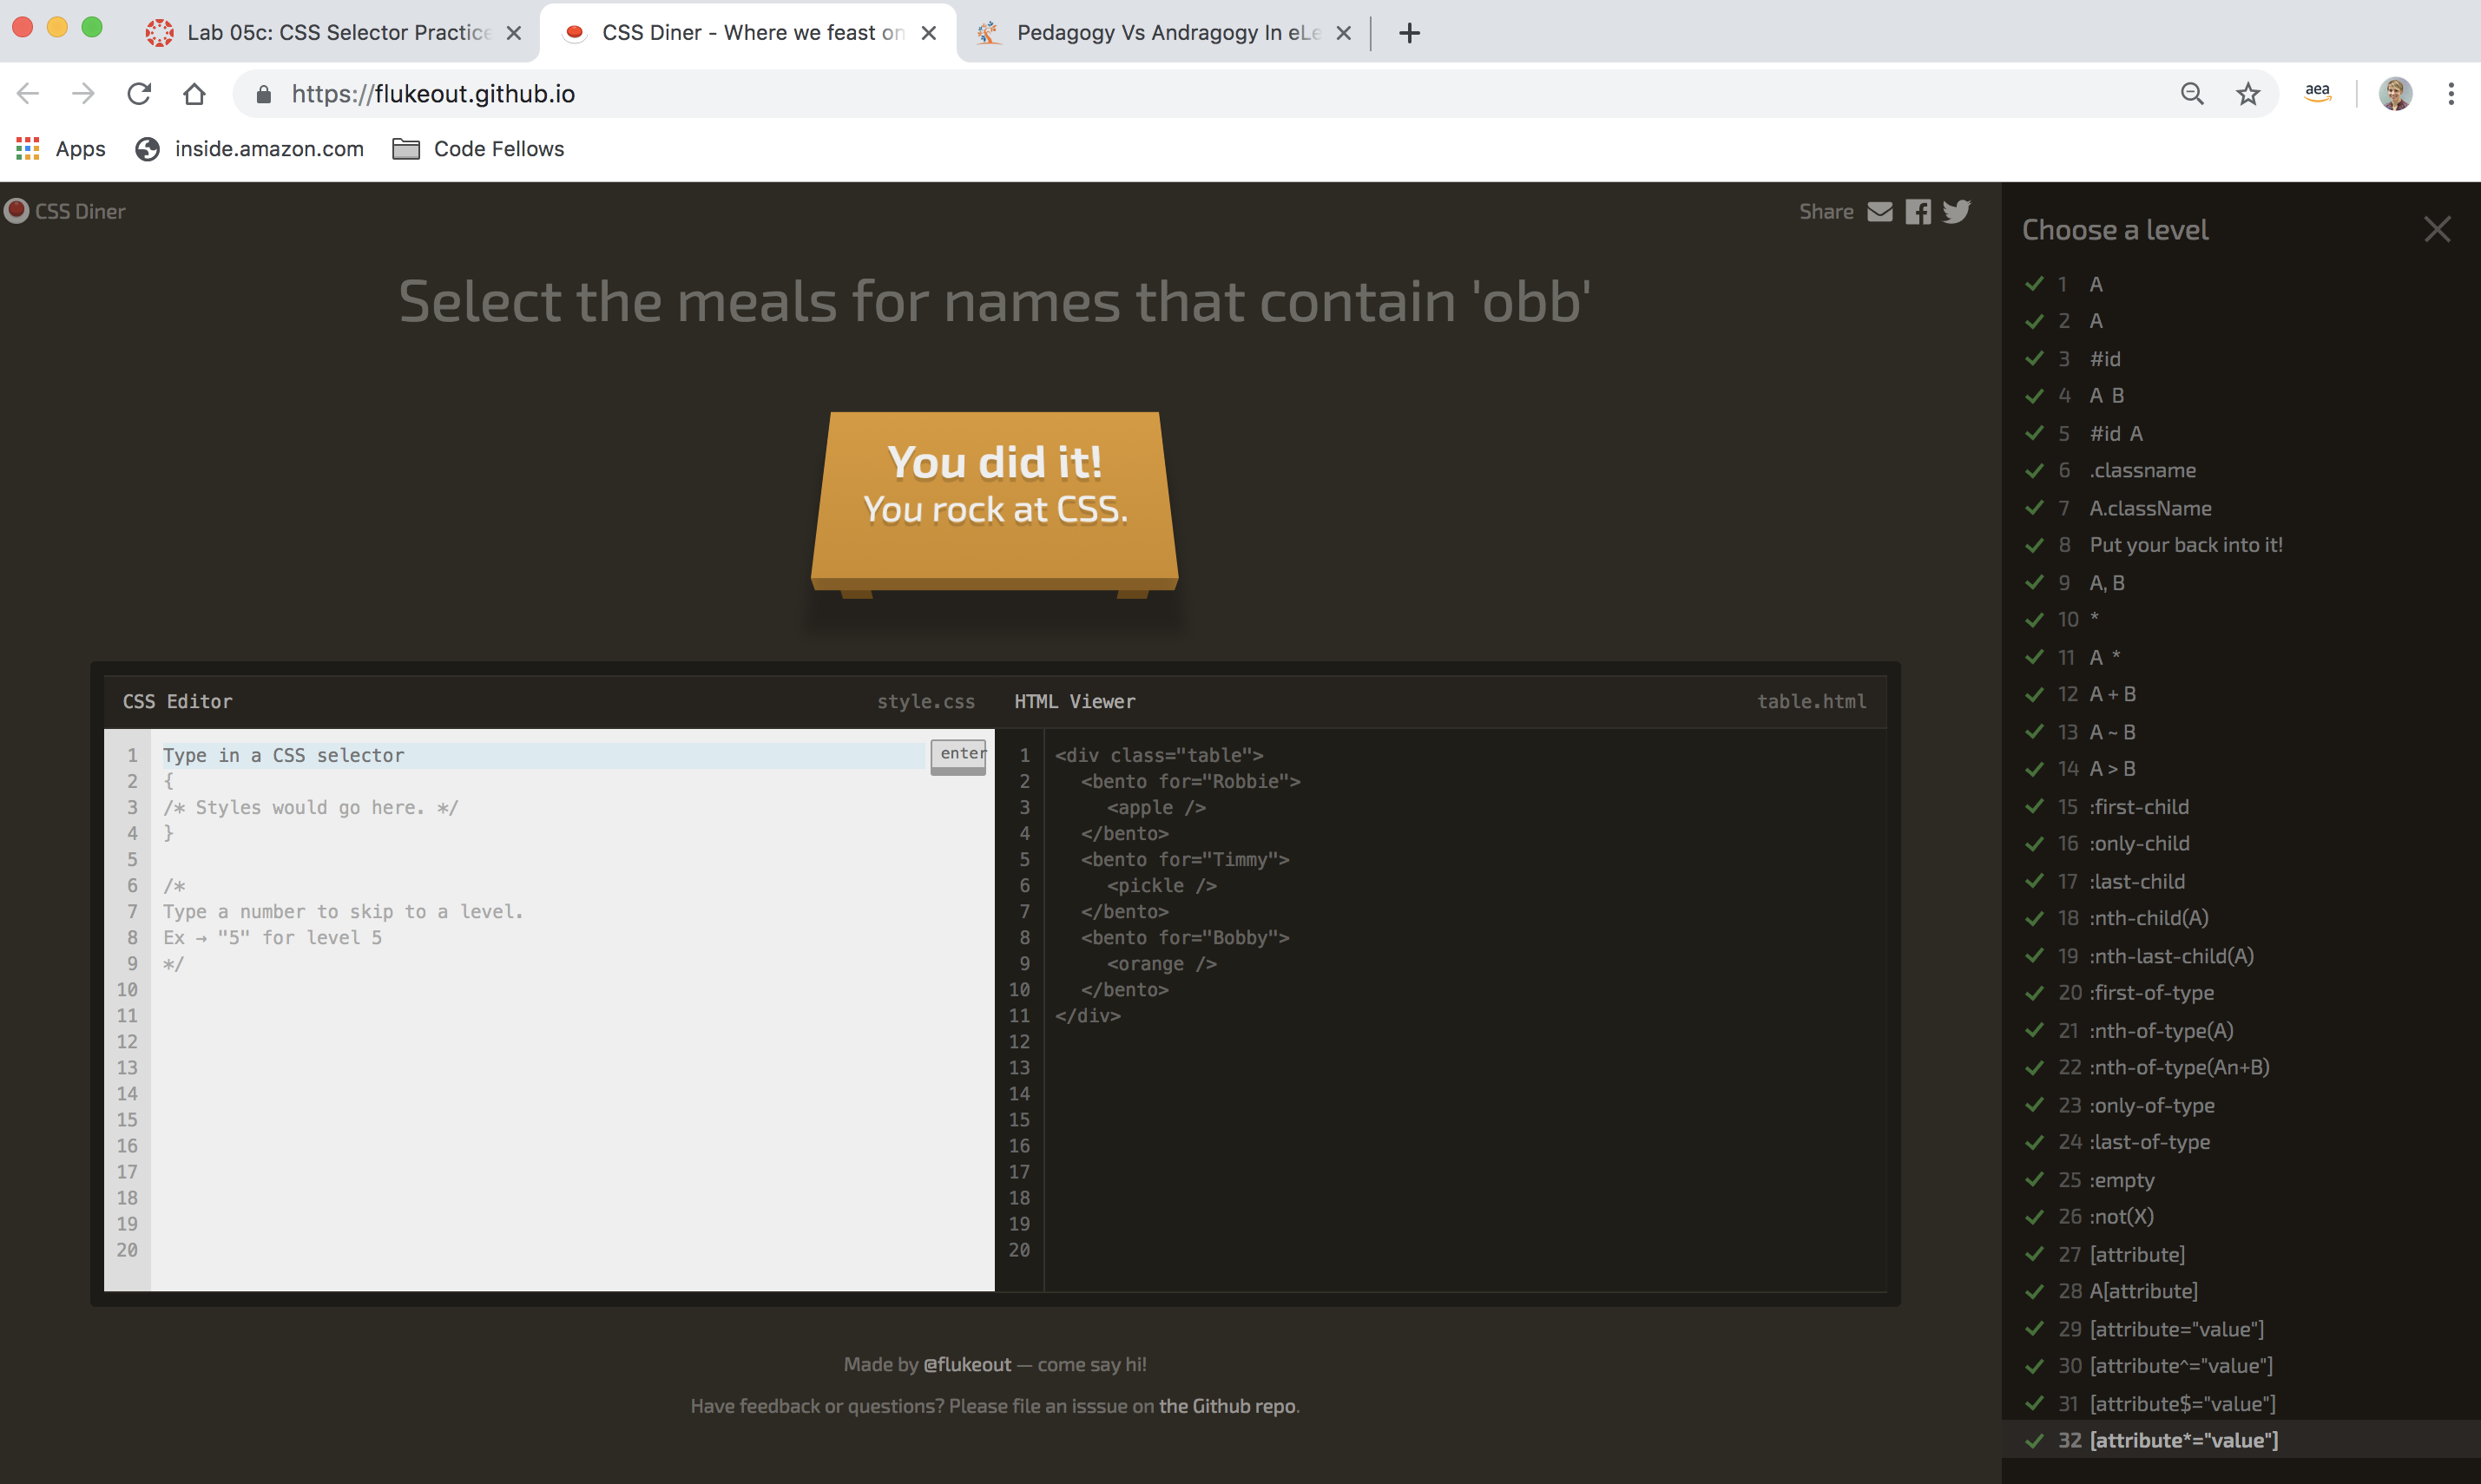 Lab 05c: CSS Selector Practice
CSS Diner - Where we feast on
Pedagogy Vs Andragogy In eLe
https://flukeout.github.io
aea
Apps
inside.amazon.com
Code Fellows
CSS Diner
Share
Select the meals for names that contain 'obb'
You did it!
You rock at CSS.
CSS Editor
style.css
1 Type in a CSS selector
enter
2 {
3 /* Styles would go here. */
4 }
5
6 /*
7 Type a number to skip to a level.
8 Ex → "5" for level 5
9 */
10
11
12
13
14
15
16
17
18
19
20
HTML Viewer
table.html
1 <div class="table">
2 <bento for="Robbie">
3 <apple />
4 </bento>
5 <bento for="Timmy">
6 <pickle />
7 </bento>
8 <bento for="Bobby">
9 <orange />
10 </bento>
11 </div>
12
13
14
15
16
17
18
19
20
Made by @flukeout — come say hi!
Have feedback or questions? Please file an isssue on the Github repo.
Choose a level
1 A
2 A
3 #id
4 A B
5 #id A
6 .classname
7 A.className
8 Put your back into it!
9 A, B
10 *
11 A *
12 A + B
13 A ~ B
14 A > B
15 :first-child
16 :only-child
17 :last-child
18 :nth-child(A)
19 :nth-last-child(A)
20 :first-of-type
21 :nth-of-type(A)
22 :nth-of-type(An+B)
23 :only-of-type
24 :last-of-type
25 :empty
26 :not(X)
27 [attribute]
28 A[attribute]
29 [attribute="value"]
30 [attribute^="value"]
31 [attribute$="value"]
32 [attribute*="value"]